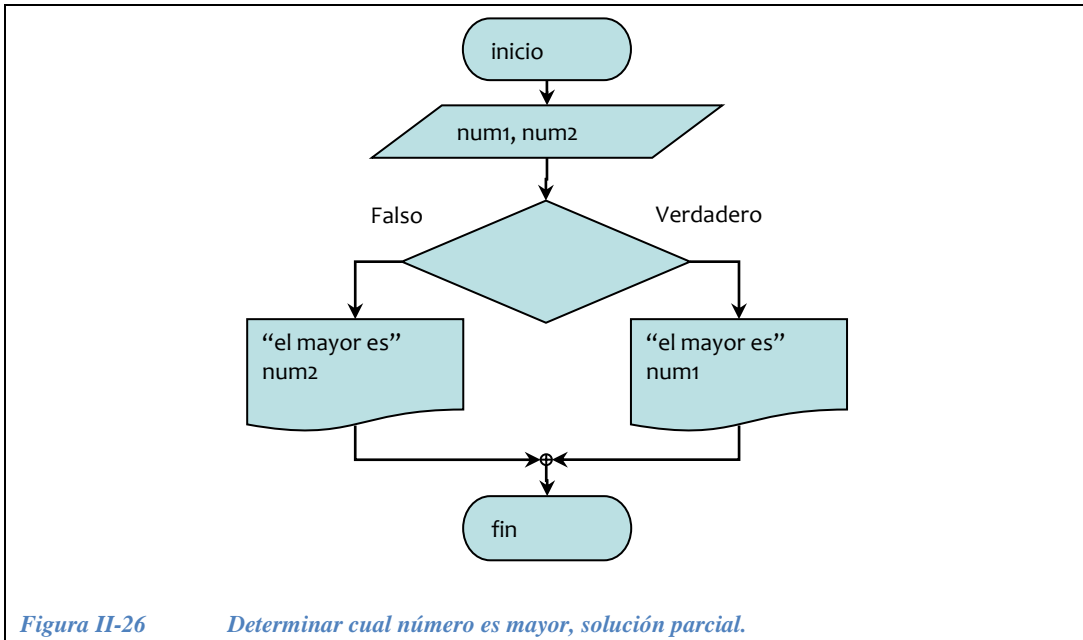 inicio
num1, num2
Falso
Verdadero
“el mayor es”
num2
“el mayor es”
num1
fin
Figura II-26 Determinar cual número es mayor, solución parcial.